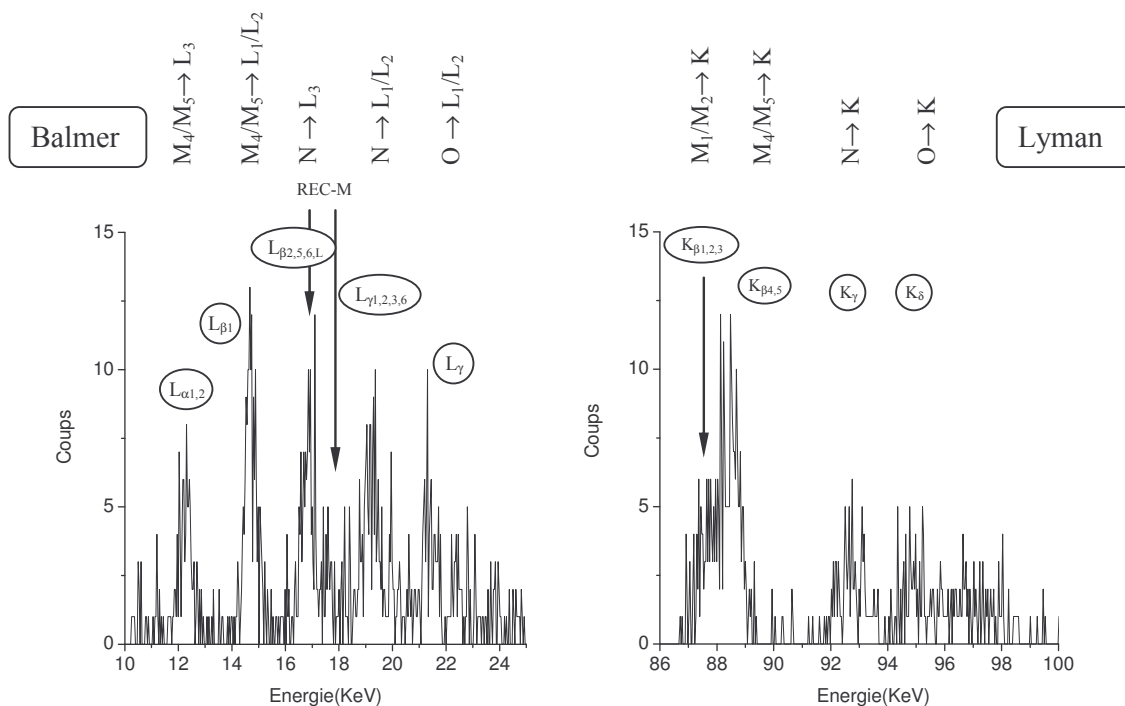 Balmer
M₄/M₅→ L₃
M₄/M₅→ L₁/L₂
N → L₃
N → L₁/L₂
O → L₁/L₂
M₁/M₂→ K
M₄/M₅→ K
N→ K
O→ K
Lyman
REC-M
15
10
5
0
Coups
Lα1,2
Lβ1
Lβ2,5,6,L
Lγ1,2,3,6
Lγ
10 12 14 16 18 20 22 24
Energie(KeV)
15
10
5
0
Coups
Kβ1,2,3
Kβ4,5
Kγ
Kδ
86 88 90 92 94 96 98 100
Energie(KeV)